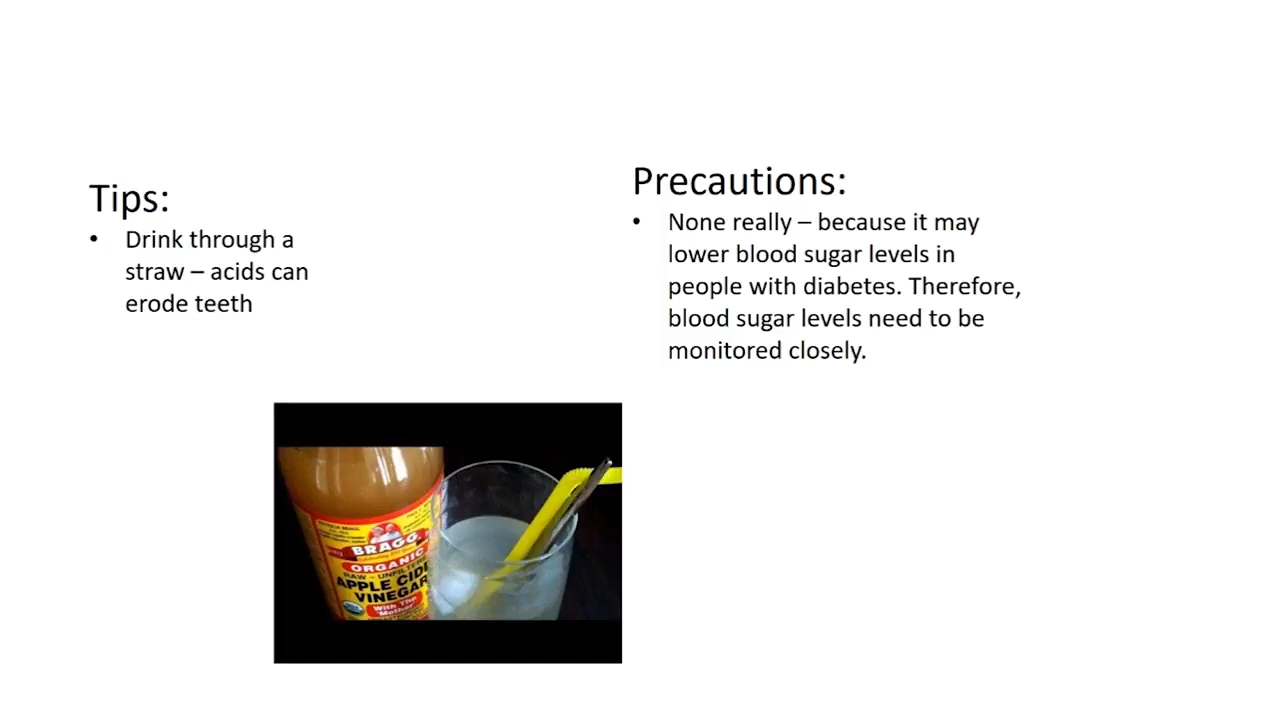 Tips:
• Drink through a
straw – acids can
erode teeth
Precautions:
• None really – because it may
lower blood sugar levels in
people with diabetes. Therefore,
blood sugar levels need to be
monitored closely.
BRAGG
ORGANIC
RAW - UNFILTERED
APPLE CIDE
VINEGAR
With The
'Mother'